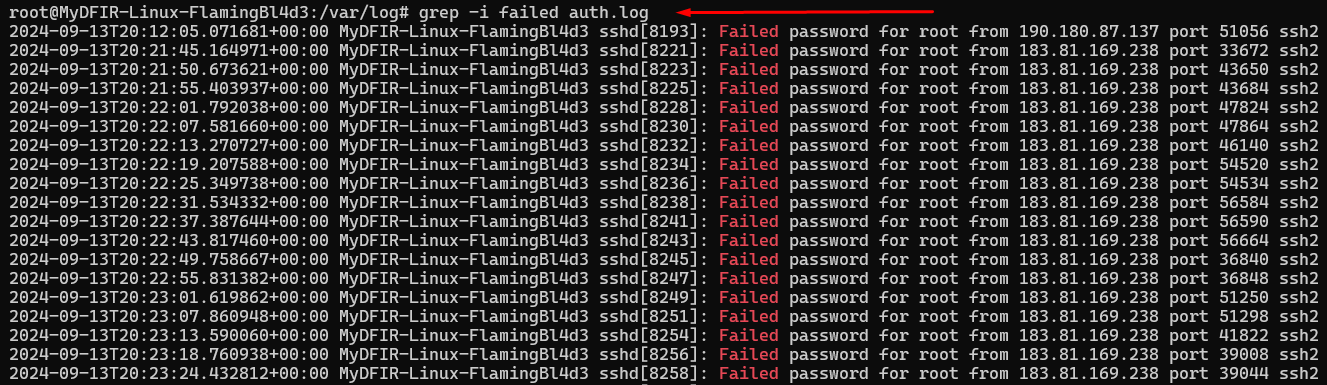 root@MyDFIR-Linux-FlamingBl4d3:/var/log# grep -i failed auth.log
2024-09-13T20:12:05.071681+00:00 MyDFIR-Linux-FlamingBl4d3 sshd[8193]: Failed password for root from 190.180.87.137 port 51056 ssh2
2024-09-13T20:21:45.164971+00:00 MyDFIR-Linux-FlamingBl4d3 sshd[8221]: Failed password for root from 183.81.169.238 port 33672 ssh2
2024-09-13T20:21:50.673621+00:00 MyDFIR-Linux-FlamingBl4d3 sshd[8223]: Failed password for root from 183.81.169.238 port 43650 ssh2
2024-09-13T20:21:55.403937+00:00 MyDFIR-Linux-FlamingBl4d3 sshd[8225]: Failed password for root from 183.81.169.238 port 43684 ssh2
2024-09-13T20:22:01.792038+00:00 MyDFIR-Linux-FlamingBl4d3 sshd[8228]: Failed password for root from 183.81.169.238 port 47824 ssh2
2024-09-13T20:22:07.581660+00:00 MyDFIR-Linux-FlamingBl4d3 sshd[8230]: Failed password for root from 183.81.169.238 port 47864 ssh2
2024-09-13T20:22:13.270727+00:00 MyDFIR-Linux-FlamingBl4d3 sshd[8232]: Failed password for root from 183.81.169.238 port 46140 ssh2
2024-09-13T20:22:19.207588+00:00 MyDFIR-Linux-FlamingBl4d3 sshd[8234]: Failed password for root from 183.81.169.238 port 54520 ssh2
2024-09-13T20:22:25.349738+00:00 MyDFIR-Linux-FlamingBl4d3 sshd[8236]: Failed password for root from 183.81.169.238 port 54534 ssh2
2024-09-13T20:22:31.534332+00:00 MyDFIR-Linux-FlamingBl4d3 sshd[8238]: Failed password for root from 183.81.169.238 port 56584 ssh2
2024-09-13T20:22:37.387644+00:00 MyDFIR-Linux-FlamingBl4d3 sshd[8241]: Failed password for root from 183.81.169.238 port 56590 ssh2
2024-09-13T20:22:43.817460+00:00 MyDFIR-Linux-FlamingBl4d3 sshd[8243]: Failed password for root from 183.81.169.238 port 56664 ssh2
2024-09-13T20:22:49.758667+00:00 MyDFIR-Linux-FlamingBl4d3 sshd[8245]: Failed password for root from 183.81.169.238 port 36840 ssh2
2024-09-13T20:22:55.831382+00:00 MyDFIR-Linux-FlamingBl4d3 sshd[8247]: Failed password for root from 183.81.169.238 port 36848 ssh2
2024-09-13T20:23:01.619862+00:00 MyDFIR-Linux-FlamingBl4d3 sshd[8249]: Failed password for root from 183.81.169.238 port 51250 ssh2
2024-09-13T20:23:07.860948+00:00 MyDFIR-Linux-FlamingBl4d3 sshd[8251]: Failed password for root from 183.81.169.238 port 51298 ssh2
2024-09-13T20:23:13.590060+00:00 MyDFIR-Linux-FlamingBl4d3 sshd[8254]: Failed password for root from 183.81.169.238 port 41822 ssh2
2024-09-13T20:23:18.760938+00:00 MyDFIR-Linux-FlamingBl4d3 sshd[8256]: Failed password for root from 183.81.169.238 port 39008 ssh2
2024-09-13T20:23:24.432812+00:00 MyDFIR-Linux-FlamingBl4d3 sshd[8258]: Failed password for root from 183.81.169.238 port 39044 ssh2